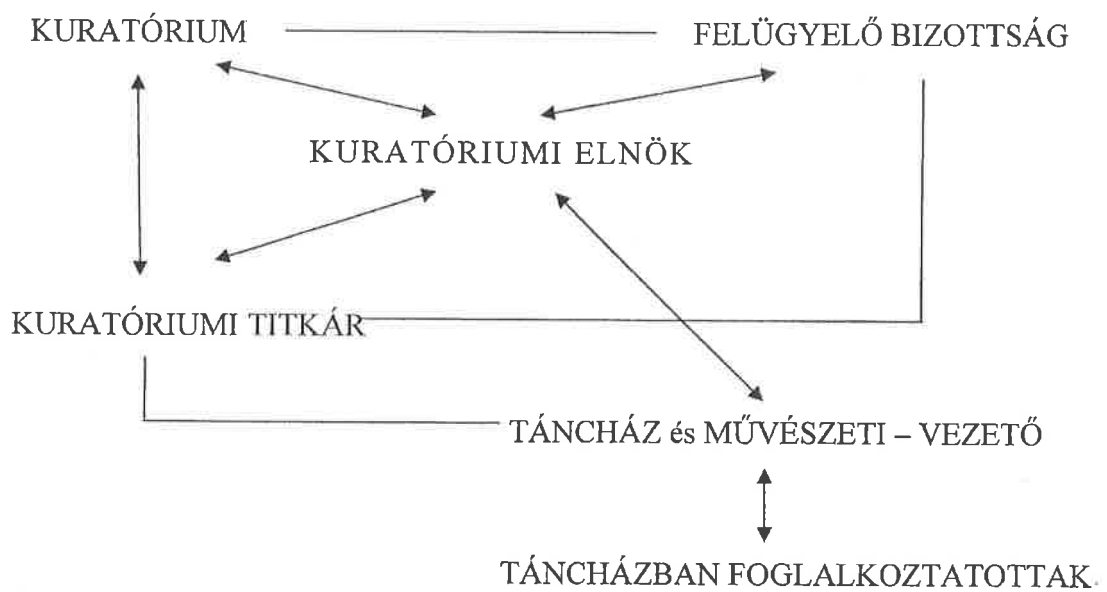 KURATÓRIUM
FELÜGYELŐ BIZOTTSÁG
KURATÓRIUMI ELNÖK
KURATÓRIUMI TITKÁR
TÁNCHÁZ és MŰVÉSZETI – VEZETŐ
TÁNCHÁZBAN FOGLALKOZTATOTTAK